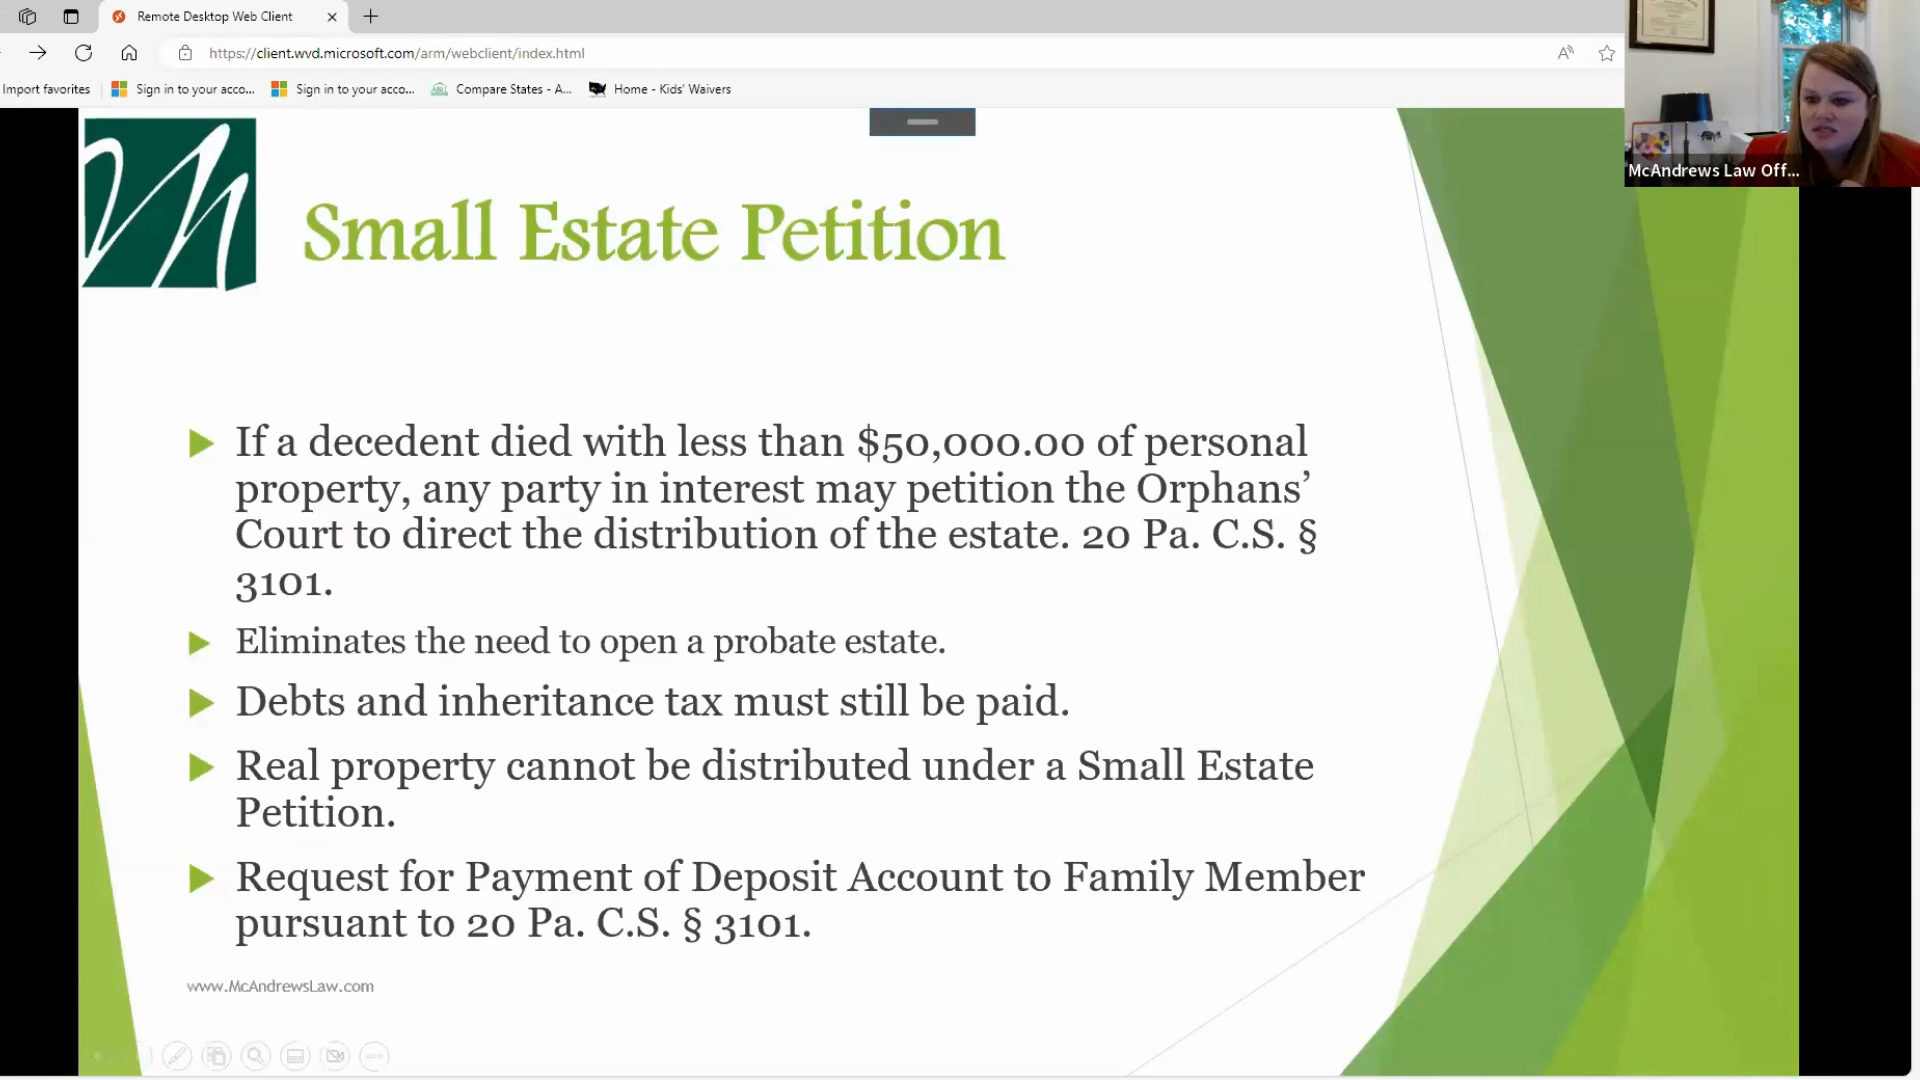 Remote Desktop Web Client
https://client.wvd.microsoft.com/arm/webclient/index.html
Import favorites
Sign in to your acco...
Sign in to your acco...
Compare States - A...
Home - Kids' Waivers
McAndrews Law Off...
Small Estate Petition
If a decedent died with less than $50,000.00 of personal
property, any party in interest may petition the Orphans’
Court to direct the distribution of the estate. 20 Pa. C.S. §
3101.
Eliminates the need to open a probate estate.
Debts and inheritance tax must still be paid.
Real property cannot be distributed under a Small Estate
Petition.
Request for Payment of Deposit Account to Family Member
pursuant to 20 Pa. C.S. § 3101.
www.McAndrewsLaw.com